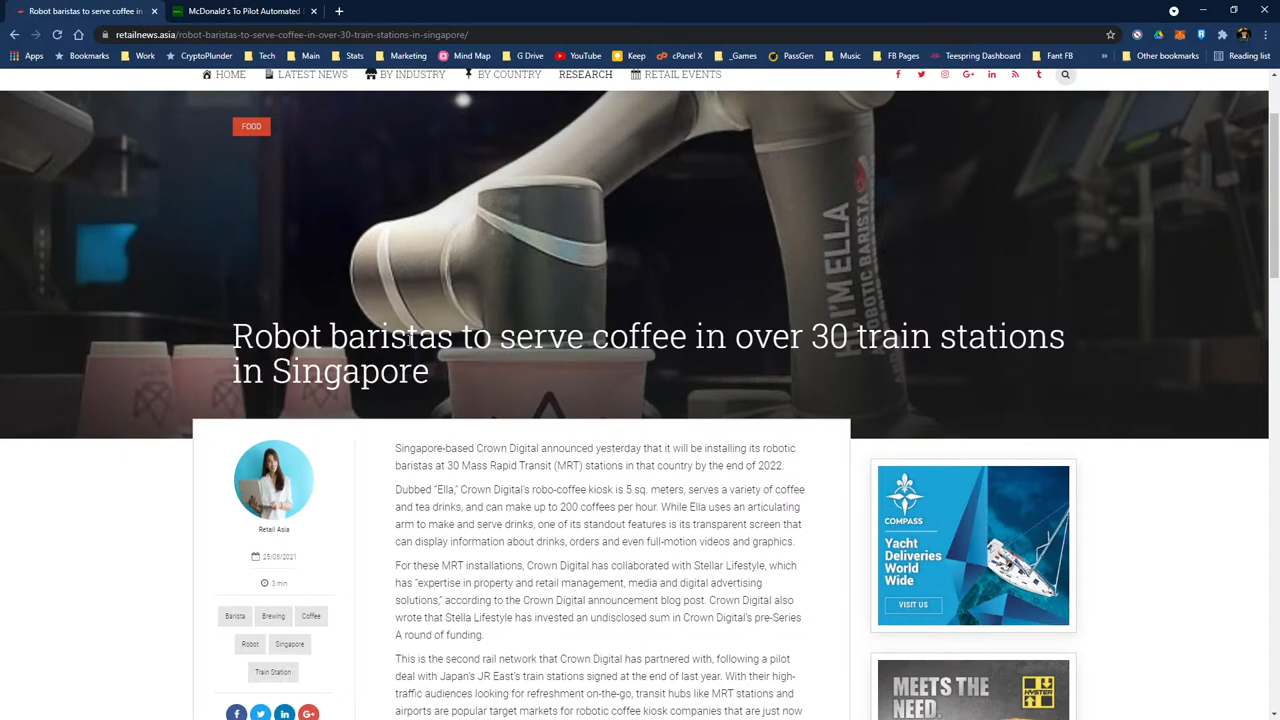 Robot baristas to serve coffee in
McDonald's To Pilot Automated
retailnews.asia/robot-baristas-to-serve-coffee-in-over-30-train-stations-in-singapore/
Apps Bookmarks Work CryptoPlunder Tech Main Stats Marketing Mind Map G Drive YouTube Keep cPanel X _Games PassGen Music FB Pages Teespring Dashboard Fant FB » Other bookmarks Reading list
HOME LATEST NEWS BY INDUSTRY BY COUNTRY RESEARCH RETAIL EVENTS
FOOD
I'M ELLA
ROBOTIC BARISTA
Robot baristas to serve coffee in over 30 train stations
in Singapore
Retail Asia
25/08/2021
3 min
Barista Brewing Coffee
Robot Singapore
Train Station
Singapore-based Crown Digital announced yesterday that it will be installing its robotic
baristas at 30 Mass Rapid Transit (MRT) stations in that country by the end of 2022.
Dubbed “Ella,” Crown Digital's robo-coffee kiosk is 5 sq. meters, serves a variety of coffee
and tea drinks, and can make up to 200 coffees per hour. While Ella uses an articulating
arm to make and serve drinks, one of its standout features is its transparent screen that
can display information about drinks, orders and even full-motion videos and graphics.
For these MRT installations, Crown Digital has collaborated with Stellar Lifestyle, which
has “expertise in property and retail management, media and digital advertising
solutions,” according to the Crown Digital announcement blog post. Crown Digital also
wrote that Stella Lifestyle has invested an undisclosed sum in Crown Digital's pre-Series
A round of funding.
This is the second rail network that Crown Digital has partnered with, following a pilot
deal with Japan's JR East's train stations signed at the end of last year. With their high-
traffic audiences looking for refreshment on-the-go, transit hubs like MRT stations and
airports are popular target markets for robotic coffee kiosk companies that are just now
COMPASS
Yacht
Deliveries
World
Wide
VISIT US
MEETS THE
NEED.
HYSTER